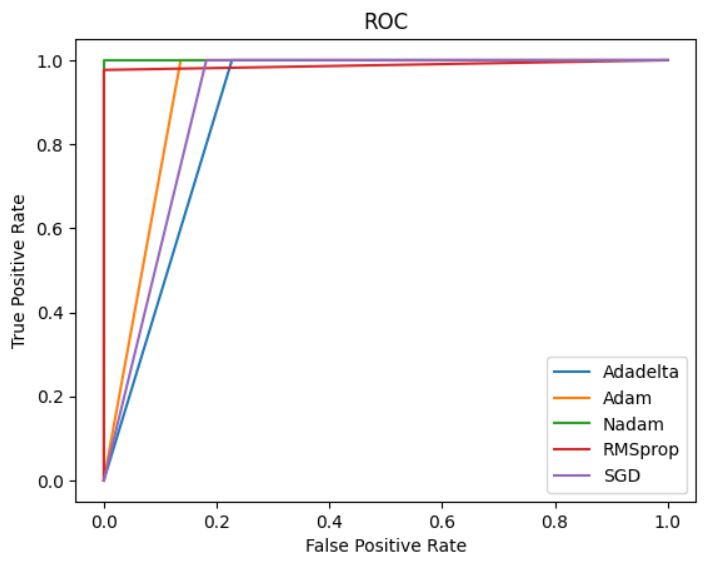 ROC
True Positive Rate
1.0
0.8
0.6
0.4
0.2
0.0
Adadelta
Adam
Nadam
RMSprop
SGD
0.0 0.2 0.4 0.6 0.8 1.0
False Positive Rate